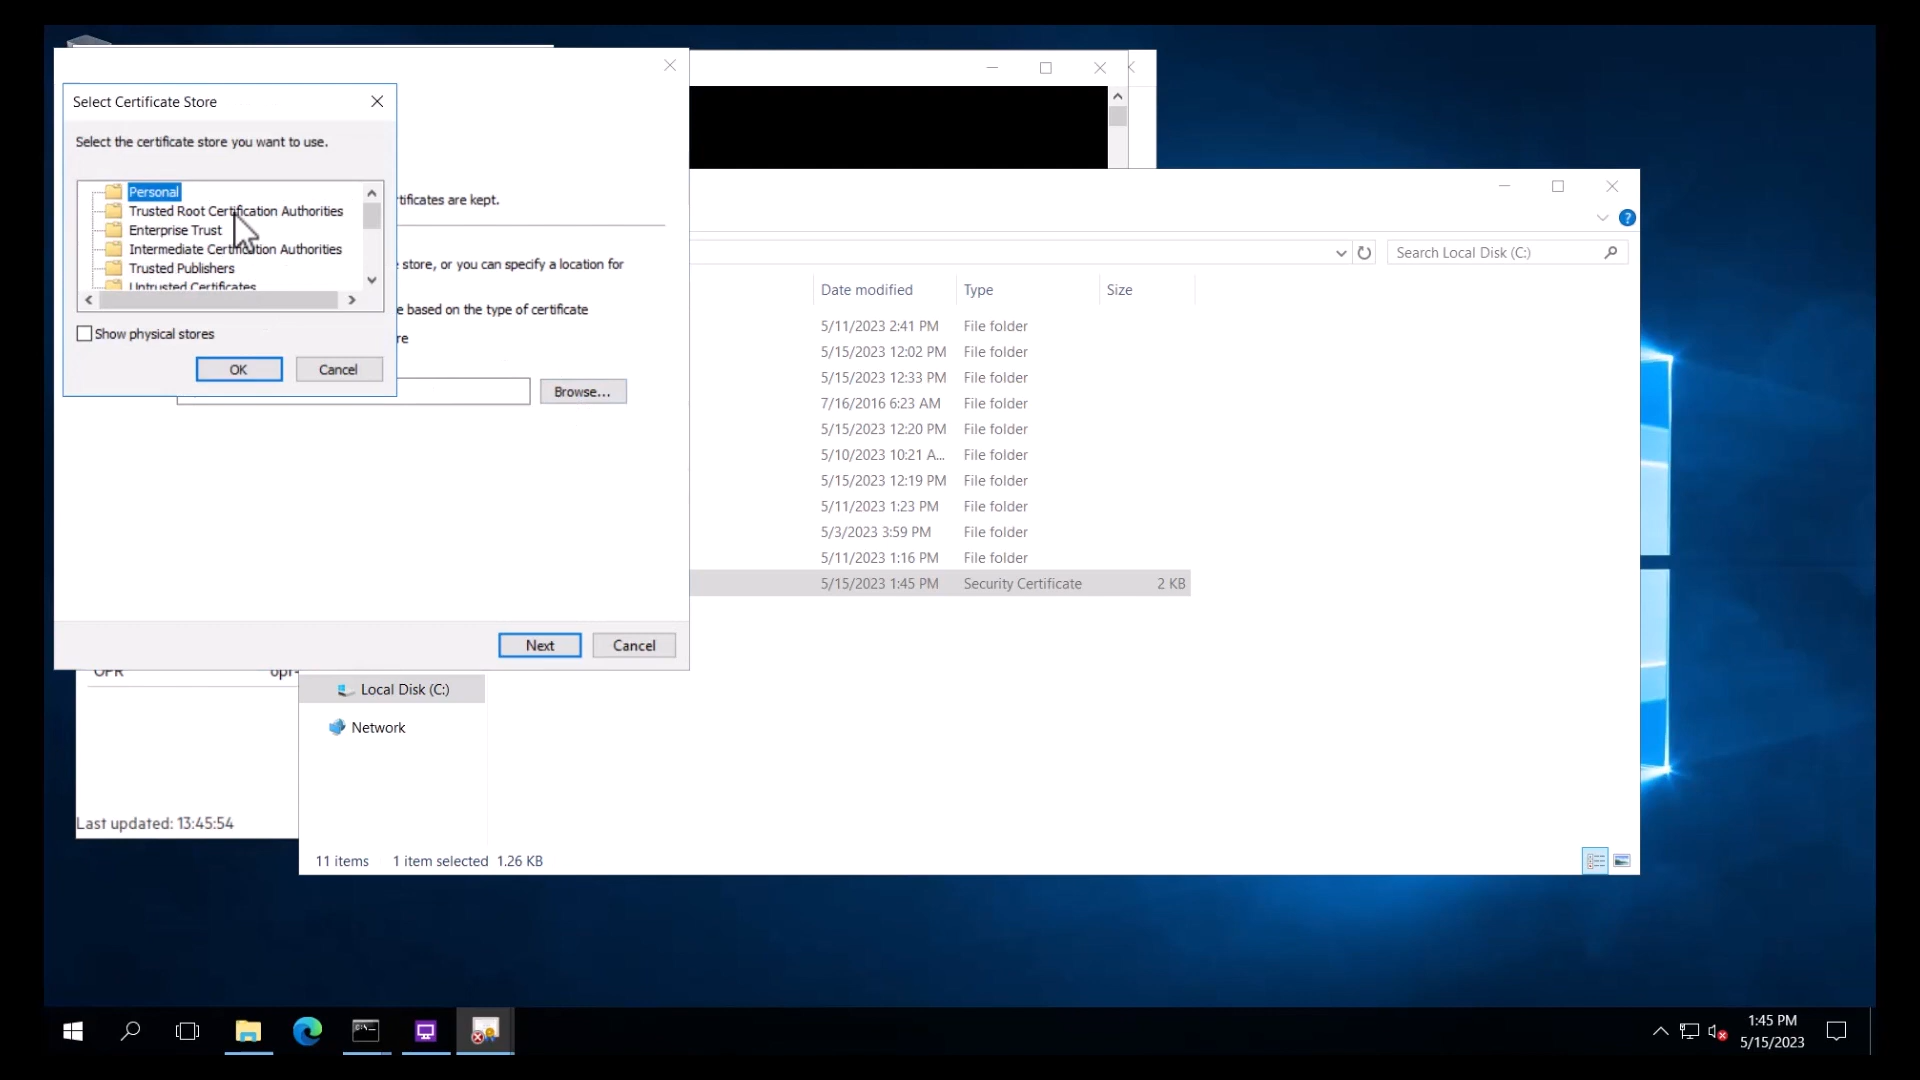 Select Certificate Store
Select the certificate store you want to use.
Personal
Trusted Root Certification Authorities
Enterprise Trust
Intermediate Certification Authorities
Trusted Publishers
Untrusted Certificates
Show physical stores
OK
Cancel
tificates are kept.
store, or you can specify a location for
e based on the type of certificate
re
Browse...
Next
Cancel
Search Local Disk (C:)
Date modified Type Size
5/11/2023 2:41 PM File folder
5/15/2023 12:02 PM File folder
5/15/2023 12:33 PM File folder
7/16/2016 6:23 AM File folder
5/15/2023 12:20 PM File folder
5/10/2023 10:21 A... File folder
5/15/2023 12:19 PM File folder
5/11/2023 1:23 PM File folder
5/3/2023 3:59 PM File folder
5/11/2023 1:16 PM File folder
5/15/2023 1:45 PM Security Certificate 2 KB
OPR opr-
Local Disk (C:)
Network
Last updated: 13:45:54
11 items 1 item selected 1.26 KB
1:45 PM
5/15/2023